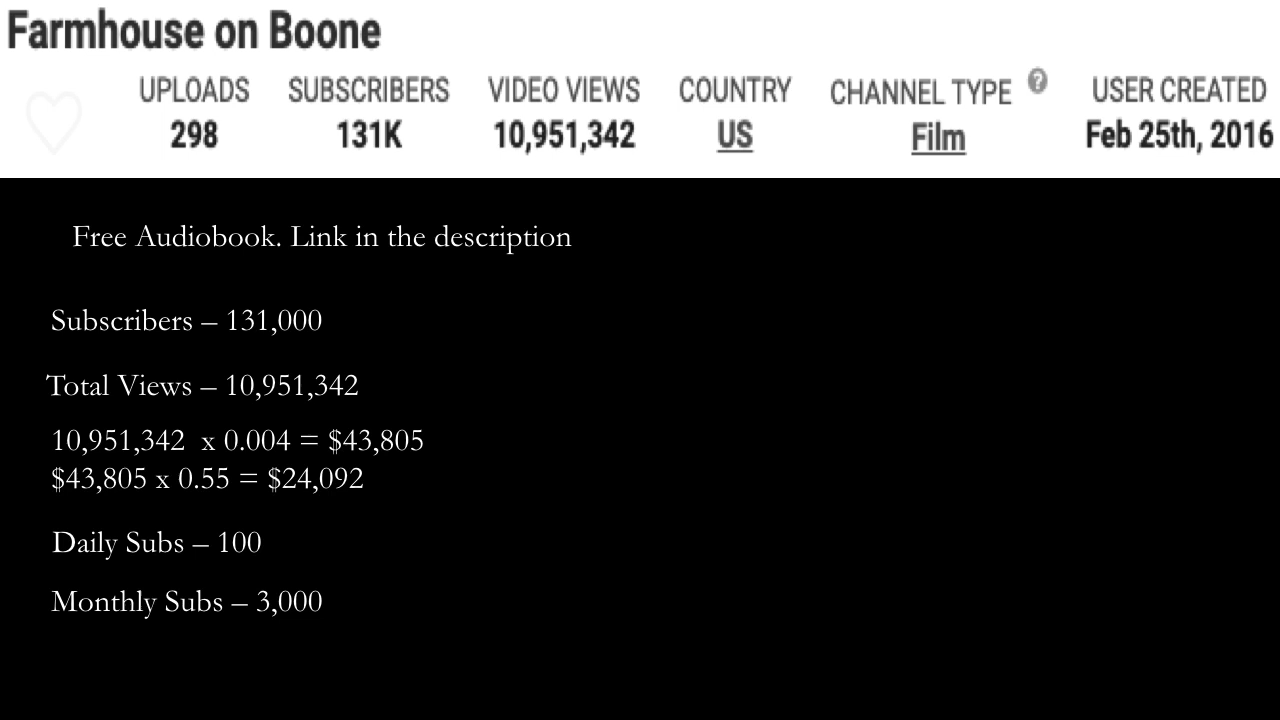 Farmhouse on Boone
UPLOADS SUBSCRIBERS VIDEO VIEWS COUNTRY CHANNEL TYPE ? USER CREATED
298 131K 10,951,342 US Film Feb 25th, 2016
Free Audiobook. Link in the description
Subscribers – 131,000
Total Views – 10,951,342
10,951,342 x 0.004 = $43,805
$43,805 x 0.55 = $24,092
Daily Subs – 100
Monthly Subs – 3,000